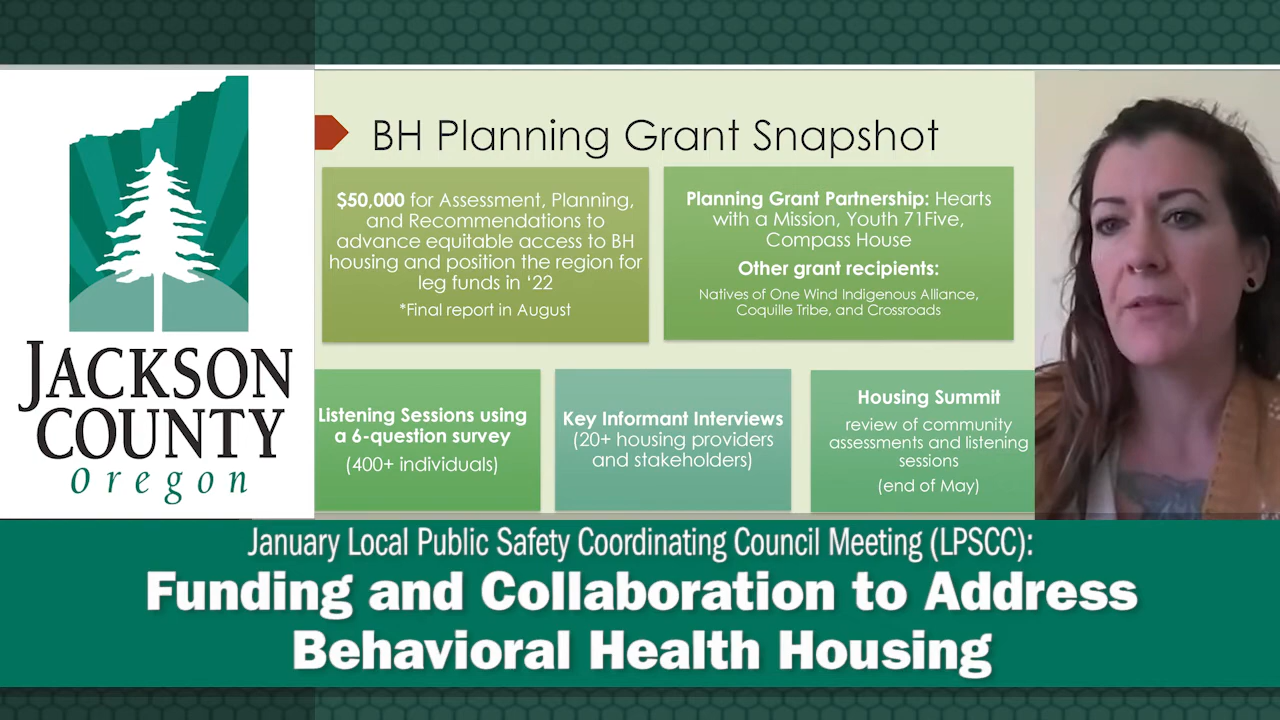 JACKSON
COUNTY
Oregon
BH Planning Grant Snapshot
$50,000 for Assessment, Planning,
and Recommendations to
advance equitable access to BH
housing and position the region for
leg funds in ‘22
*Final report in August
Planning Grant Partnership: Hearts
with a Mission, Youth 71Five,
Compass House
Other grant recipients:
Natives of One Wind Indigenous Alliance,
Coquille Tribe, and Crossroads
Listening Sessions using
a 6-question survey
(400+ individuals)
Key Informant Interviews
(20+ housing providers
and stakeholders)
Housing Summit
review of community
assessments and listening
sessions
(end of May)
January Local Public Safety Coordinating Council Meeting (LPSCC):
Funding and Collaboration to Address
Behavioral Health Housing